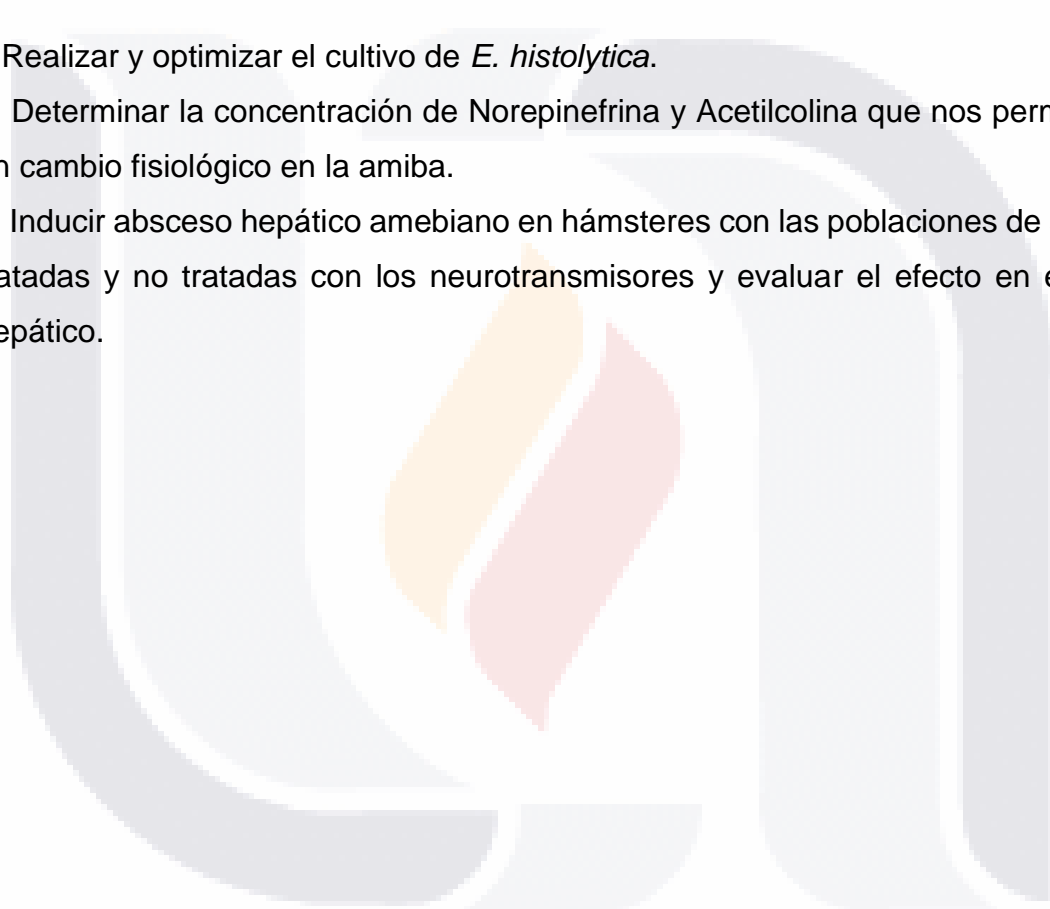 Realizar y optimizar el cultivo de E. histolytica.
Determinar la concentración de Norepinefrina y Acetilcolina que nos perm
n cambio fisiológico en la amiba.
Inducir absceso hepático amebiano en hámsteres con las poblaciones de
atadas y no tratadas con los neurotransmisores y evaluar el efecto en e
epático.